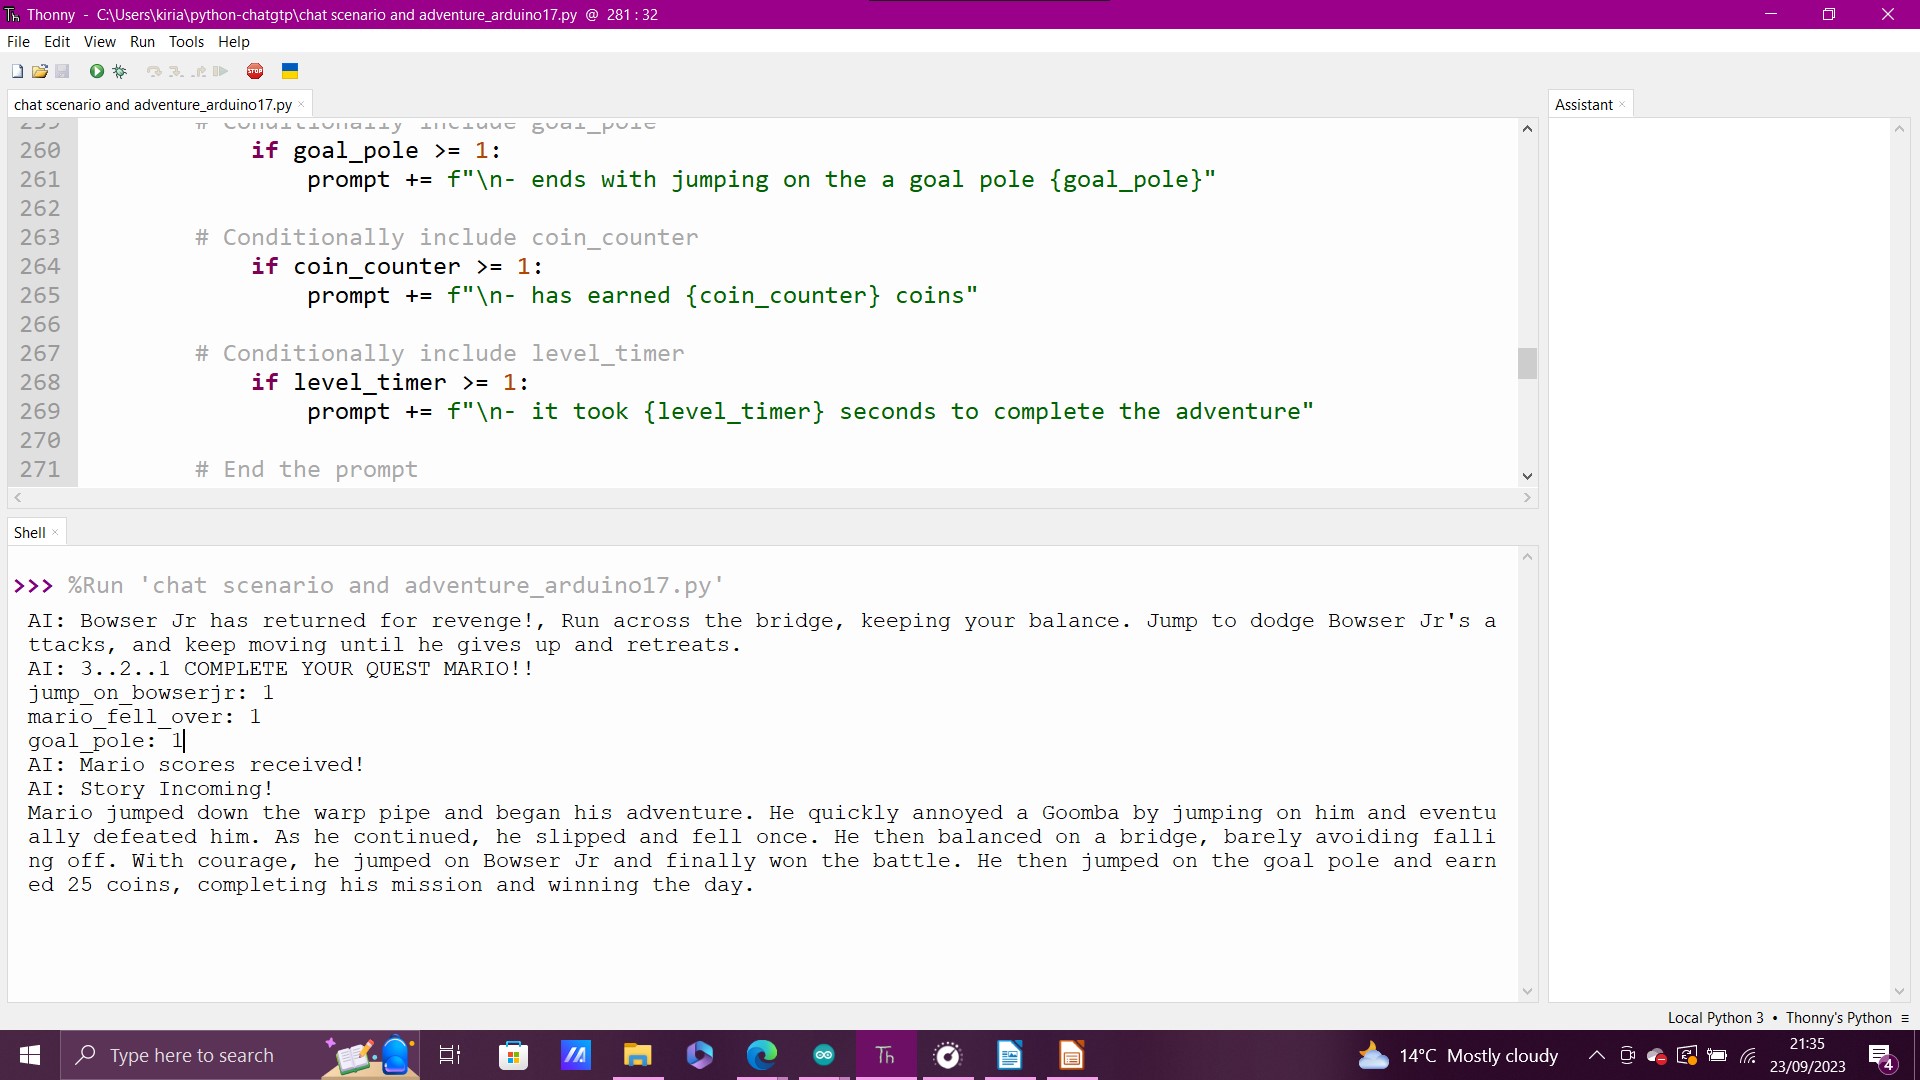 Th Thonny - C:\Users\kiria\python-chatgtp\chat scenario and adventure_arduino17.py @ 281 : 32
File Edit View Run Tools Help
STOP
chat scenario and adventure_arduino17.py ×
Assistant ×
259 # Conditionally include goal_pole
260 if goal_pole >= 1:
261 prompt += f"\n- ends with jumping on the a goal pole {goal_pole}"
262
263 # Conditionally include coin_counter
264 if coin_counter >= 1:
265 prompt += f"\n- has earned {coin_counter} coins"
266
267 # Conditionally include level_timer
268 if level_timer >= 1:
269 prompt += f"\n- it took {level_timer} seconds to complete the adventure"
270
271 # End the prompt
Shell ×
>>> %Run 'chat scenario and adventure_arduino17.py'
AI: Bowser Jr has returned for revenge!, Run across the bridge, keeping your balance. Jump to dodge Bowser Jr's a
ttacks, and keep moving until he gives up and retreats.
AI: 3..2..1 COMPLETE YOUR QUEST MARIO!!
jump_on_bowserjr: 1
mario_fell_over: 1
goal_pole: 1
AI: Mario scores received!
AI: Story Incoming!
Mario jumped down the warp pipe and began his adventure. He quickly annoyed a Goomba by jumping on him and eventu
ally defeated him. As he continued, he slipped and fell once. He then balanced on a bridge, barely avoiding falli
ng off. With courage, he jumped on Bowser Jr and finally won the battle. He then jumped on the goal pole and earn
ed 25 coins, completing his mission and winning the day.
Local Python 3 • Thonny's Python ≡
Type here to search
Th
14°C Mostly cloudy
21:35
23/09/2023
4